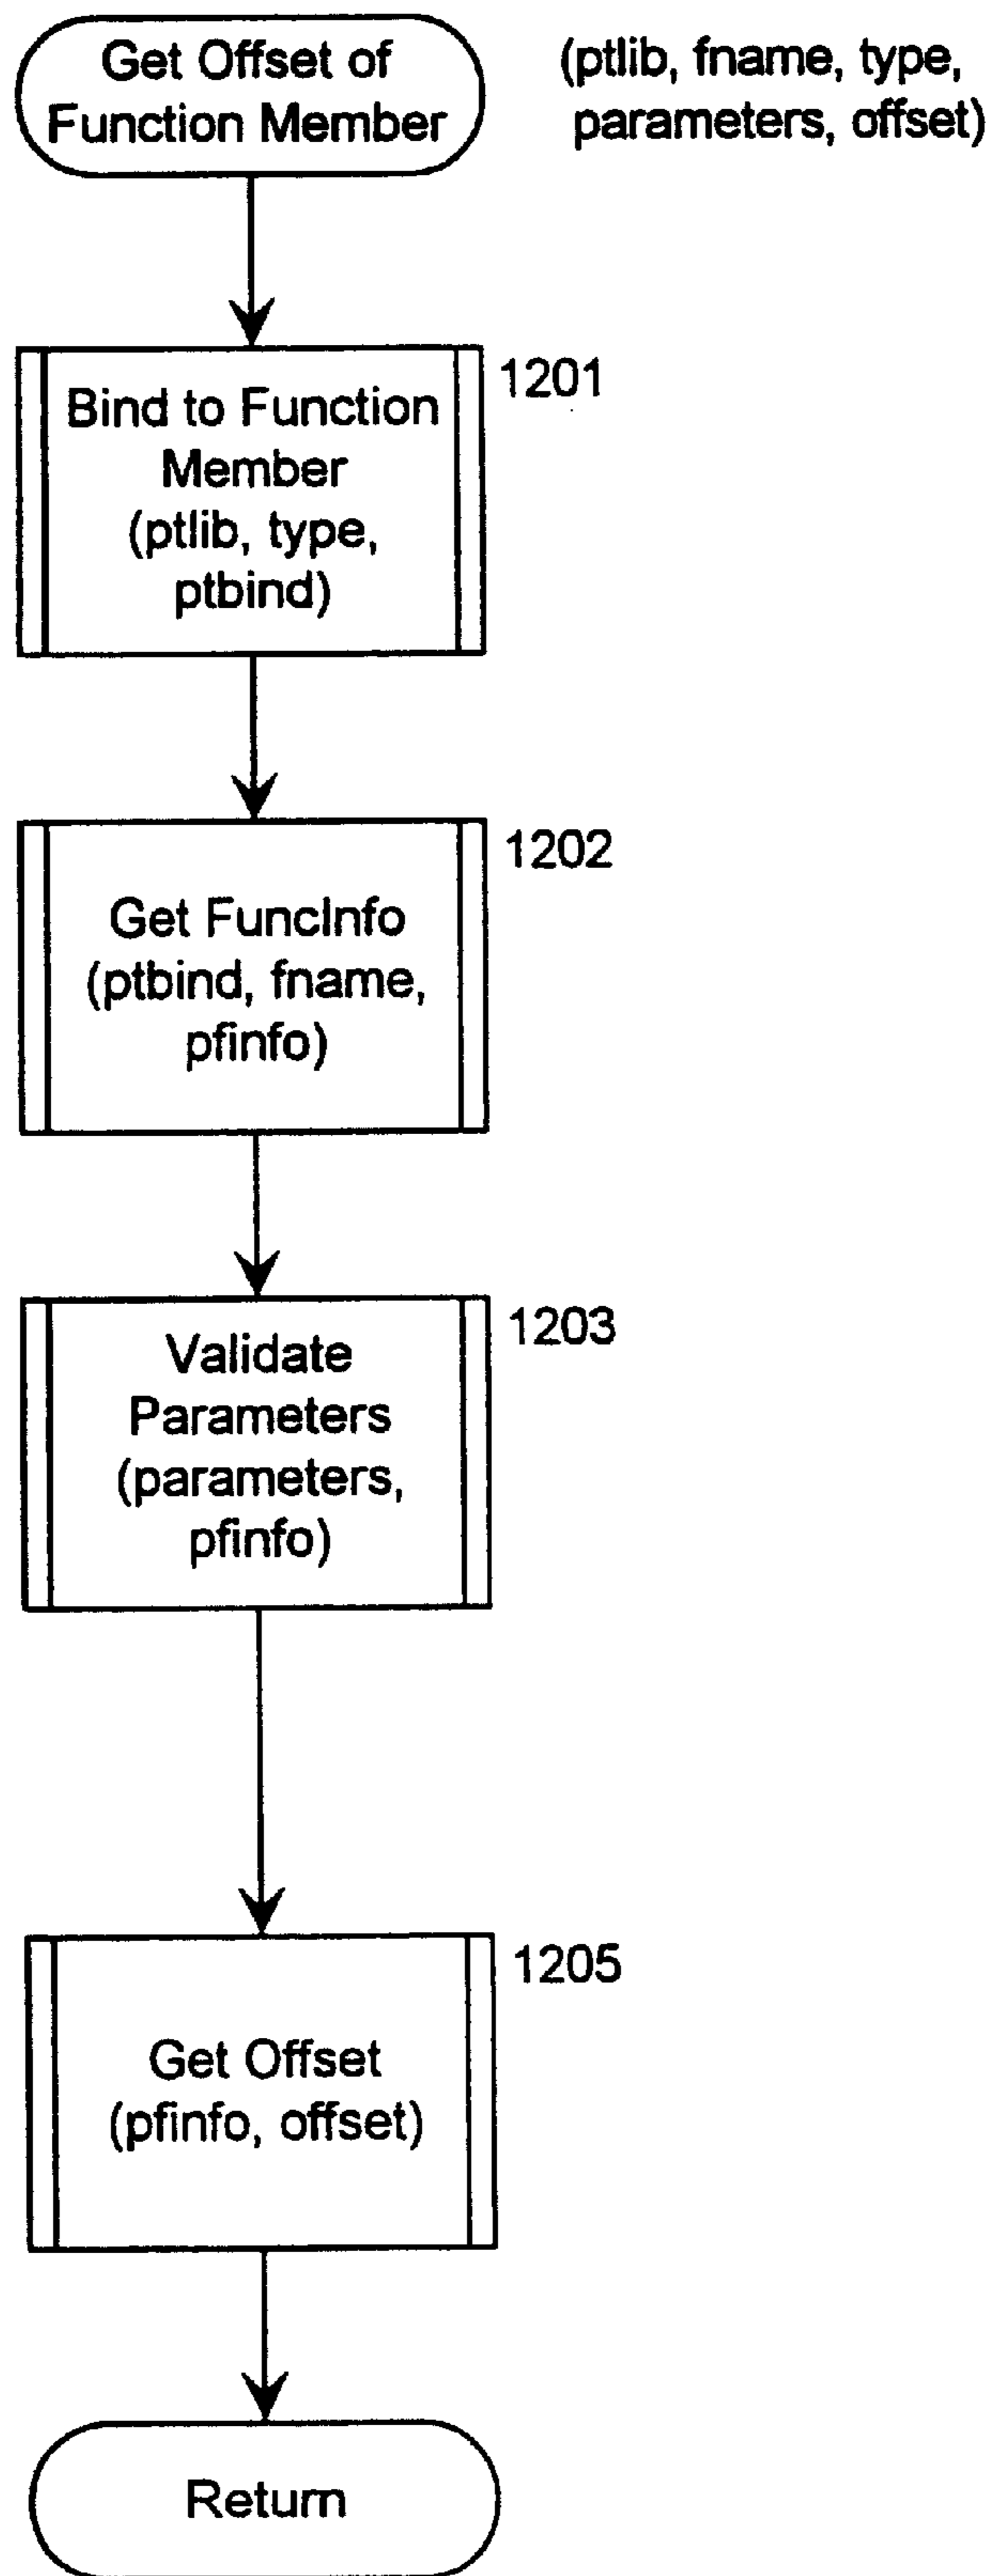 Get Offset of
Function Member
(ptlib, fname, type,
parameters, offset)
1201
Bind to Function
Member
(ptlib, type,
ptbind)
1202
Get FuncInfo
(ptbind, fname,
pfinfo)
1203
Validate
Parameters
(parameters,
pfinfo)
1205
Get Offset
(pfinfo, offset)
Return